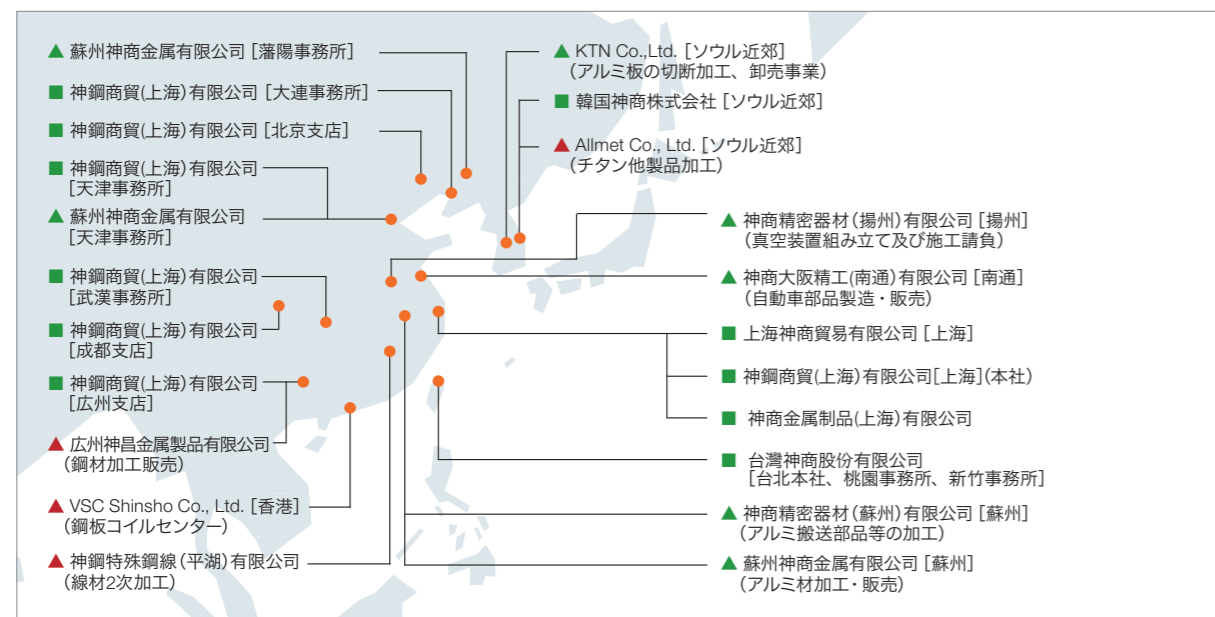 ▲ 蘇州神商金属有限公司 [藩陽事務所]
■ 神鋼商貿(上海)有限公司 [大連事務所]
■ 神鋼商貿(上海)有限公司 [北京支店]
■ 神鋼商貿(上海)有限公司
[天津事務所]
▲ 蘇州神商金属有限公司
[天津事務所]
■ 神鋼商貿(上海)有限公司
[武漢事務所]
■ 神鋼商貿(上海)有限公司
[成都支店]
■ 神鋼商貿(上海)有限公司
[広州支店]
▲ 広州神昌金属製品有限公司
(鋼材加工販売)
▲ VSC Shinsho Co., Ltd. [香港]
(鋼板コイルセンター)
▲ 神鋼特殊鋼線(平湖)有限公司
(線材2次加工)
▲ KTN Co.,Ltd. [ソウル近郊]
(アルミ板の切断加工、卸売事業)
■ 韓国神商株式会社 [ソウル近郊]
▲ Allmet Co., Ltd. [ソウル近郊]
(チタン他製品加工)
▲ 神商精密器材(揚州)有限公司 [揚州]
(真空装置組み立て及び施工請負)
▲ 神商大阪精工(南通)有限公司 [南通]
(自動車部品製造・販売)
■ 上海神商貿易有限公司 [上海]
■ 神鋼商貿(上海)有限公司[上海](本社)
■ 神商金属制品(上海)有限公司
■ 台灣神商股份有限公司
[台北本社、桃園事務所、新竹事務所]
▲ 神商精密器材(蘇州)有限公司 [蘇州]
(アルミ搬送部品等の加工)
▲ 蘇州神商金属有限公司 [蘇州]
(アルミ材加工・販売)